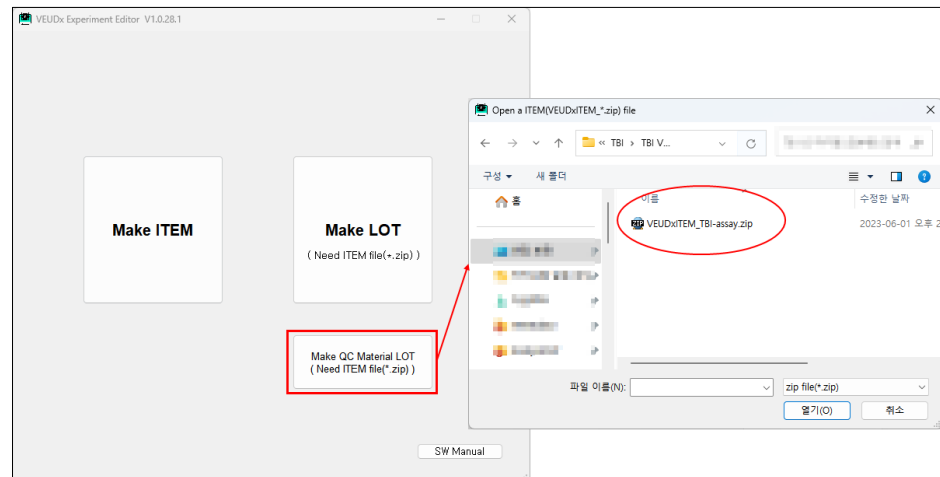 VEUDx Experiment Editor V1.0.28.1
Make ITEM
Make LOT
( Need ITEM file(*.zip) )
Make QC Material LOT
( Need ITEM file(*.zip) )
SW Manual
Open a ITEM(VEUDxITEM_*.zip) file
« TBI › TBI V...
구성
새 폴더
홈
이름
수정한 날짜
VEUDxITEM_TBI-assay.zip
2023-06-01 오후 2
파일 이름(N):
zip file(*.zip)
열기(O)
취소